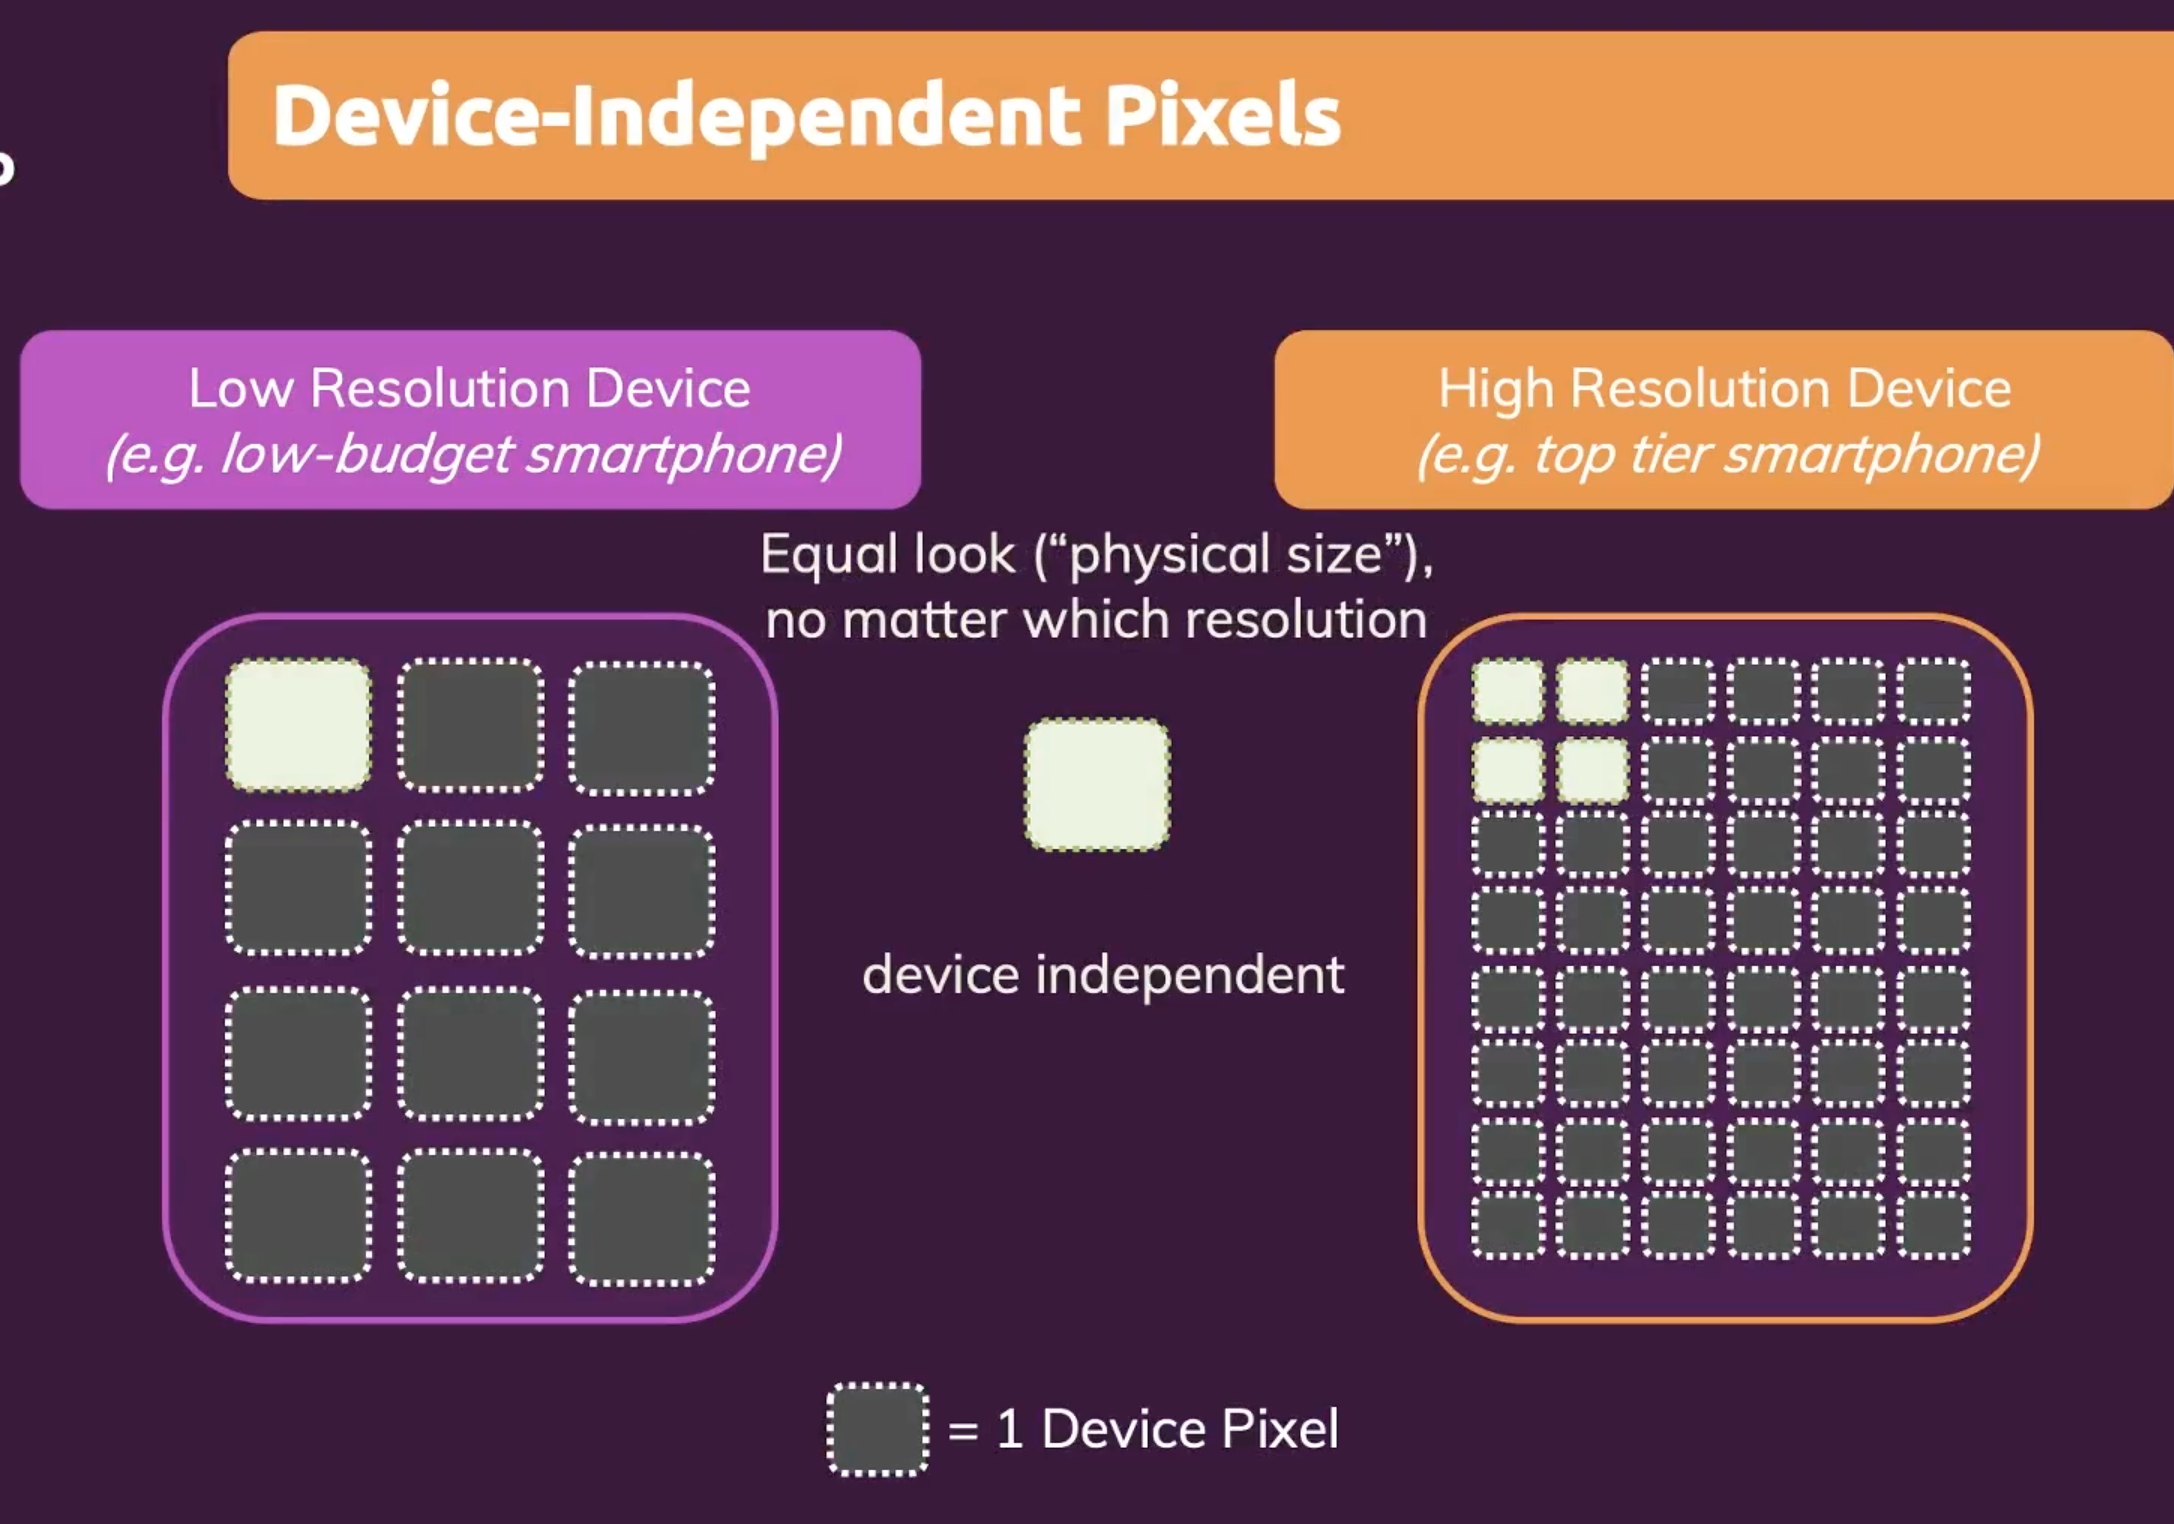 Device-Independent Pixels
Low Resolution Device
(e.g. low-budget smartphone)
High Resolution Device
(e.g. top tier smartphone)
Equal look (“physical size”),
no matter which resolution
device independent
= 1 Device Pixel